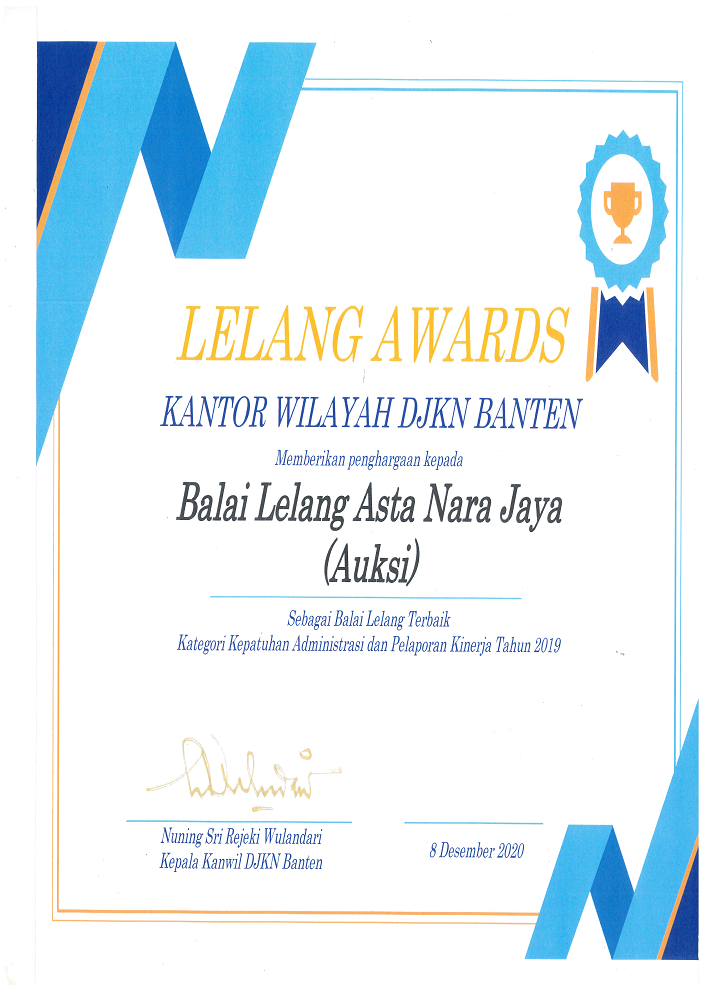 LELANG AWARDS
KANTOR WILAYAH DJKN BANTEN
Memberikan penghargaan kepada
Balai Lelang Asta Nara Jaya
(Auksi)
Sebagai Balai Lelang Terbaik
Kategori Kepatuhan Administrasi dan Pelaporan Kinerja Tahun 2019
Nuning Sri Rejeki Wulandari
Kepala Kanwil DJKN Banten
8 Desember 2020